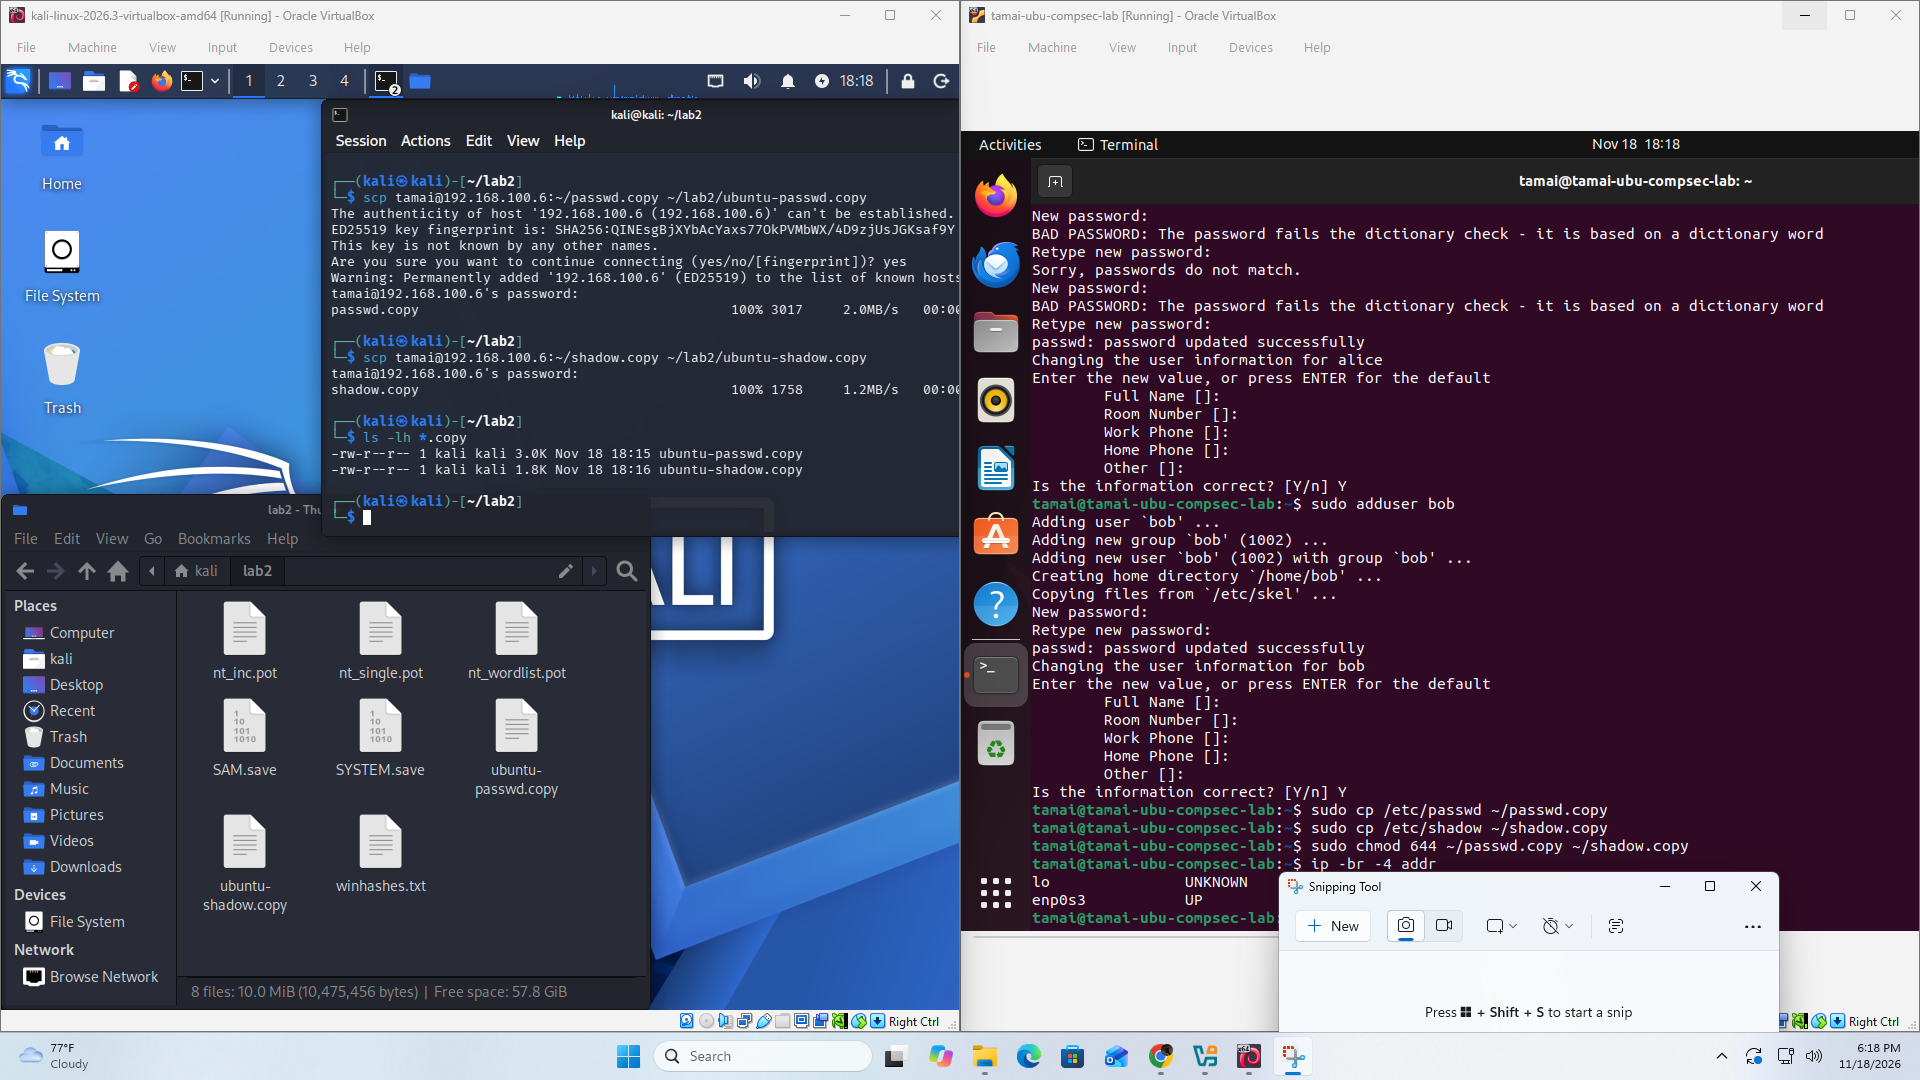 kali-linux-2026.3-virtualbox-amd64 [Running] - Oracle VirtualBox
File Machine View Input Devices Help
1 2 3 4 2 18:18
Home
File System
Trash
kali@kali: ~/lab2
Session Actions Edit View Help
┌──(kali㉿kali)-[~/lab2]
└─$ scp tamai@192.168.100.6:~/passwd.copy ~/lab2/ubuntu-passwd.copy
The authenticity of host '192.168.100.6 (192.168.100.6)' can't be established.
ED25519 key fingerprint is: SHA256:QINEsgBjXYbAcYaxs77OkPVMbWX/4D9zjUsJGKsaf9Y
This key is not known by any other names.
Are you sure you want to continue connecting (yes/no/[fingerprint])? yes
Warning: Permanently added '192.168.100.6' (ED25519) to the list of known hosts
tamai@192.168.100.6's password:
passwd.copy 100% 3017 2.0MB/s 00:00
┌──(kali㉿kali)-[~/lab2]
└─$ scp tamai@192.168.100.6:~/shadow.copy ~/lab2/ubuntu-shadow.copy
tamai@192.168.100.6's password:
shadow.copy 100% 1758 1.2MB/s 00:00
┌──(kali㉿kali)-[~/lab2]
└─$ ls -lh *.copy
-rw-r--r-- 1 kali kali 3.0K Nov 18 18:15 ubuntu-passwd.copy
-rw-r--r-- 1 kali kali 1.8K Nov 18 18:16 ubuntu-shadow.copy
┌──(kali㉿kali)-[~/lab2]
└─$
lab2 - Thu
File Edit View Go Bookmarks Help
kali lab2
Places
Computer
kali
Desktop
Recent
Trash
Documents
Music
Pictures
Videos
Downloads
Devices
File System
Network
Browse Network
nt_inc.pot
nt_single.pot
nt_wordlist.pot
SAM.save
SYSTEM.save
ubuntu-
passwd.copy
ubuntu-
shadow.copy
winhashes.txt
8 files: 10.0 MiB (10,475,456 bytes) | Free space: 57.8 GiB
ALI
Right Ctrl
tamai-ubu-compsec-lab [Running] - Oracle VirtualBox
File Machine View Input Devices Help
Activities Terminal Nov 18 18:18
tamai@tamai-ubu-compsec-lab: ~
New password:
BAD PASSWORD: The password fails the dictionary check - it is based on a dictionary word
Retype new password:
Sorry, passwords do not match.
New password:
BAD PASSWORD: The password fails the dictionary check - it is based on a dictionary word
Retype new password:
passwd: password updated successfully
Changing the user information for alice
Enter the new value, or press ENTER for the default
Full Name []:
Room Number []:
Work Phone []:
Home Phone []:
Other []:
Is the information correct? [Y/n] Y
tamai@tamai-ubu-compsec-lab:~$ sudo adduser bob
Adding user `bob' ...
Adding new group `bob' (1002) ...
Adding new user `bob' (1002) with group `bob' ...
Creating home directory `/home/bob' ...
Copying files from `/etc/skel' ...
New password:
Retype new password:
passwd: password updated successfully
Changing the user information for bob
Enter the new value, or press ENTER for the default
Full Name []:
Room Number []:
Work Phone []:
Home Phone []:
Other []:
Is the information correct? [Y/n] Y
tamai@tamai-ubu-compsec-lab:~$ sudo cp /etc/passwd ~/passwd.copy
tamai@tamai-ubu-compsec-lab:~$ sudo cp /etc/shadow ~/shadow.copy
tamai@tamai-ubu-compsec-lab:~$ sudo chmod 644 ~/passwd.copy ~/shadow.copy
tamai@tamai-ubu-compsec-lab:~$ ip -br -4 addr
lo UNKNOWN
enp0s3 UP
tamai@tamai-ubu-compsec-lab:
Snipping Tool
New
Press + Shift + S to start a snip
Right Ctrl
77°F
Cloudy
Search
6:18 PM
11/18/2026